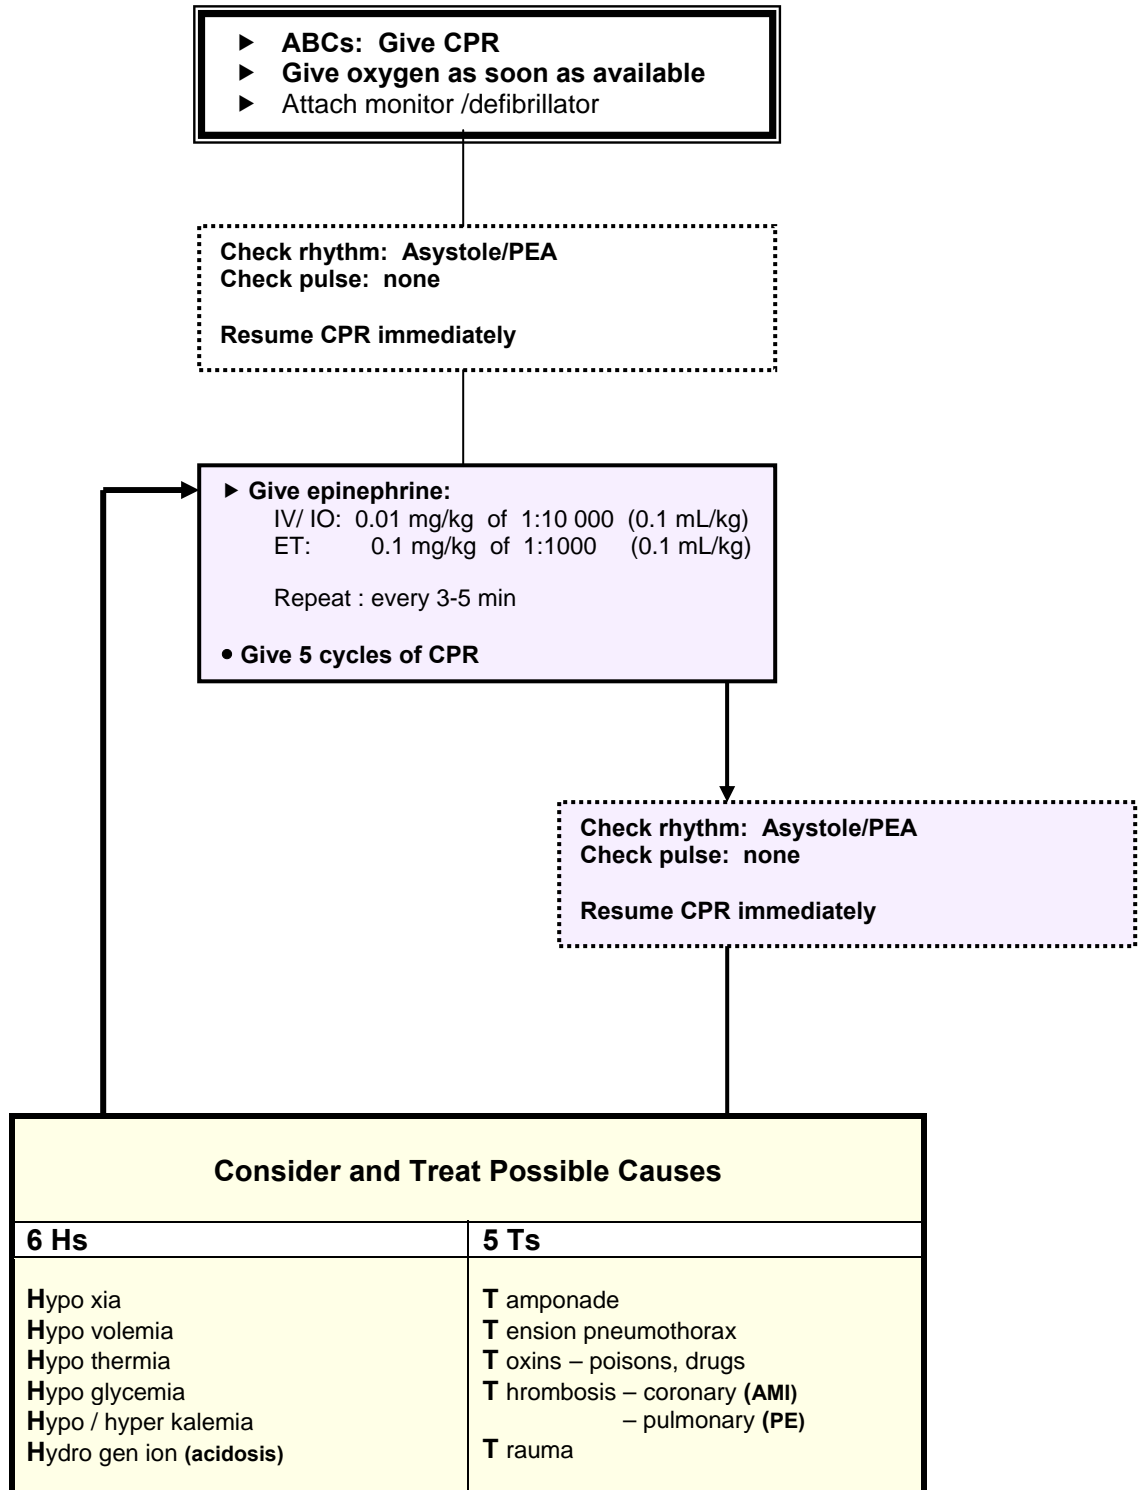 ► ABCs: Give CPR
► Give oxygen as soon as available
► Attach monitor /defibrillator
Check rhythm: Asystole/PEA
Check pulse: none
Resume CPR immediately
► Give epinephrine:
IV/ IO: 0.01 mg/kg of 1:10 000 (0.1 mL/kg)
ET: 0.1 mg/kg of 1:1000 (0.1 mL/kg)
Repeat : every 3-5 min
• Give 5 cycles of CPR
Check rhythm: Asystole/PEA
Check pulse: none
Resume CPR immediately
Consider and Treat Possible Causes
6 Hs
Hypo xia
Hypo volemia
Hypo thermia
Hypo glycemia
Hypo / hyper kalemia
Hydro gen ion (acidosis)
5 Ts
T amponade
T ension pneumothorax
T oxins – poisons, drugs
T hrombosis – coronary (AMI)
– pulmonary (PE)
T rauma